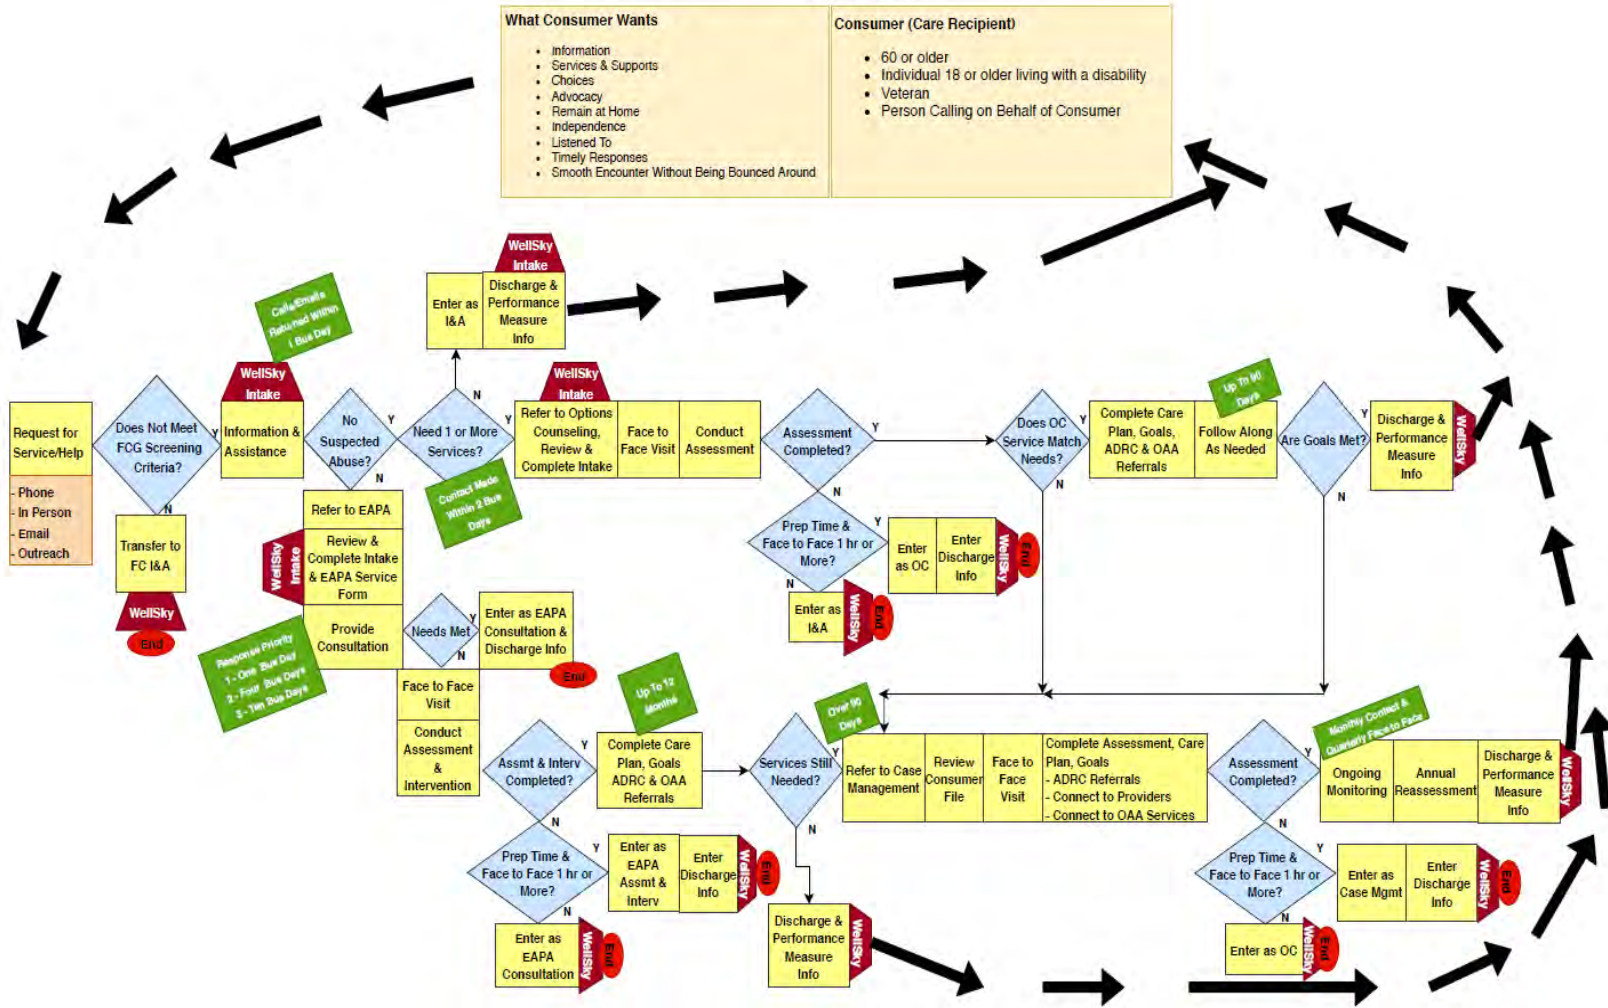 What Consumer Wants
Information
Services & Supports
Choices
Advocacy
Remain at Home
Independence
Listened To
Timely Responses
Smooth Encounter Without Being Bounced Around
Consumer (Care Recipient)
60 or older
Individual 18 or older living with a disability
Veteran
Person Calling on Behalf of Consumer
WellSky
Intake
Enter as
I&A
Discharge &
Performance
Measure
Info
Calls/Emails
Returned Within
1 Bus Day
Request for
Service/Help
- Phone
- In Person
- Email
- Outreach
Does Not Meet
FCG Screening
Criteria?
Y
N
Transfer to
FC I&A
WellSky
End
WellSky
Intake
Information &
Assistance
No
Suspected
Abuse?
Y
N
Need 1 or More
Services?
N
Y
Contact Made
Within 2 Bus
Days
WellSky
Intake
Refer to Options
Counseling,
Review &
Complete Intake
Face to
Face Visit
Conduct
Assessment
Assessment
Completed?
Y
N
Prep Time &
Face to Face 1 hr or
More?
Y
N
Enter
as OC
Enter
Discharge
Info
WellSky
End
Enter as
I&A
WellSky
End
Does OC
Service Match
Needs?
Y
N
Complete Care
Plan, Goals,
ADRC & OAA
Referrals
Up To 90
Days
Follow Along
As Needed
Are Goals Met?
Y
N
Discharge &
Performance
Measure
Info
WellSky
Refer to EAPA
WellSky
Intake
Review &
Complete Intake
& EAPA Service
Form
Provide
Consultation
Response Priority
1 - One Bus Day
2 - Four Bus Days
3 - Ten Bus Days
Needs Met
Y
N
Enter as EAPA
Consultation &
Discharge Info
End
Face to Face
Visit
Conduct
Assessment
&
Intervention
Assmt & Interv
Completed?
Y
N
Up To 12
Months
Complete Care
Plan, Goals
ADRC & OAA
Referrals
Prep Time &
Face to Face 1 hr or
More?
Y
N
Enter as
EAPA
Assmt &
Interv
Enter
Discharge
Info
WellSky
End
Enter as
EAPA
Consultation
WellSky
End
Services Still
Needed?
Y
N
Discharge &
Performance
Measure
Info
WellSky
Over 90
Days
Refer to Case
Management
Review
Consumer
File
Face to
Face
Visit
Complete Assessment, Care
Plan, Goals
- ADRC Referrals
- Connect to Providers
- Connect to OAA Services
Assessment
Completed?
Y
N
Monthly Contact &
Quarterly Face to Face
Ongoing
Monitoring
Annual
Reassessment
Discharge &
Performance
Measure
Info
WellSky
Prep Time &
Face to Face 1 hr or
More?
Y
N
Enter as
Case Mgmt
Enter
Discharge
Info
WellSky
End
Enter as OC
WellSky
End